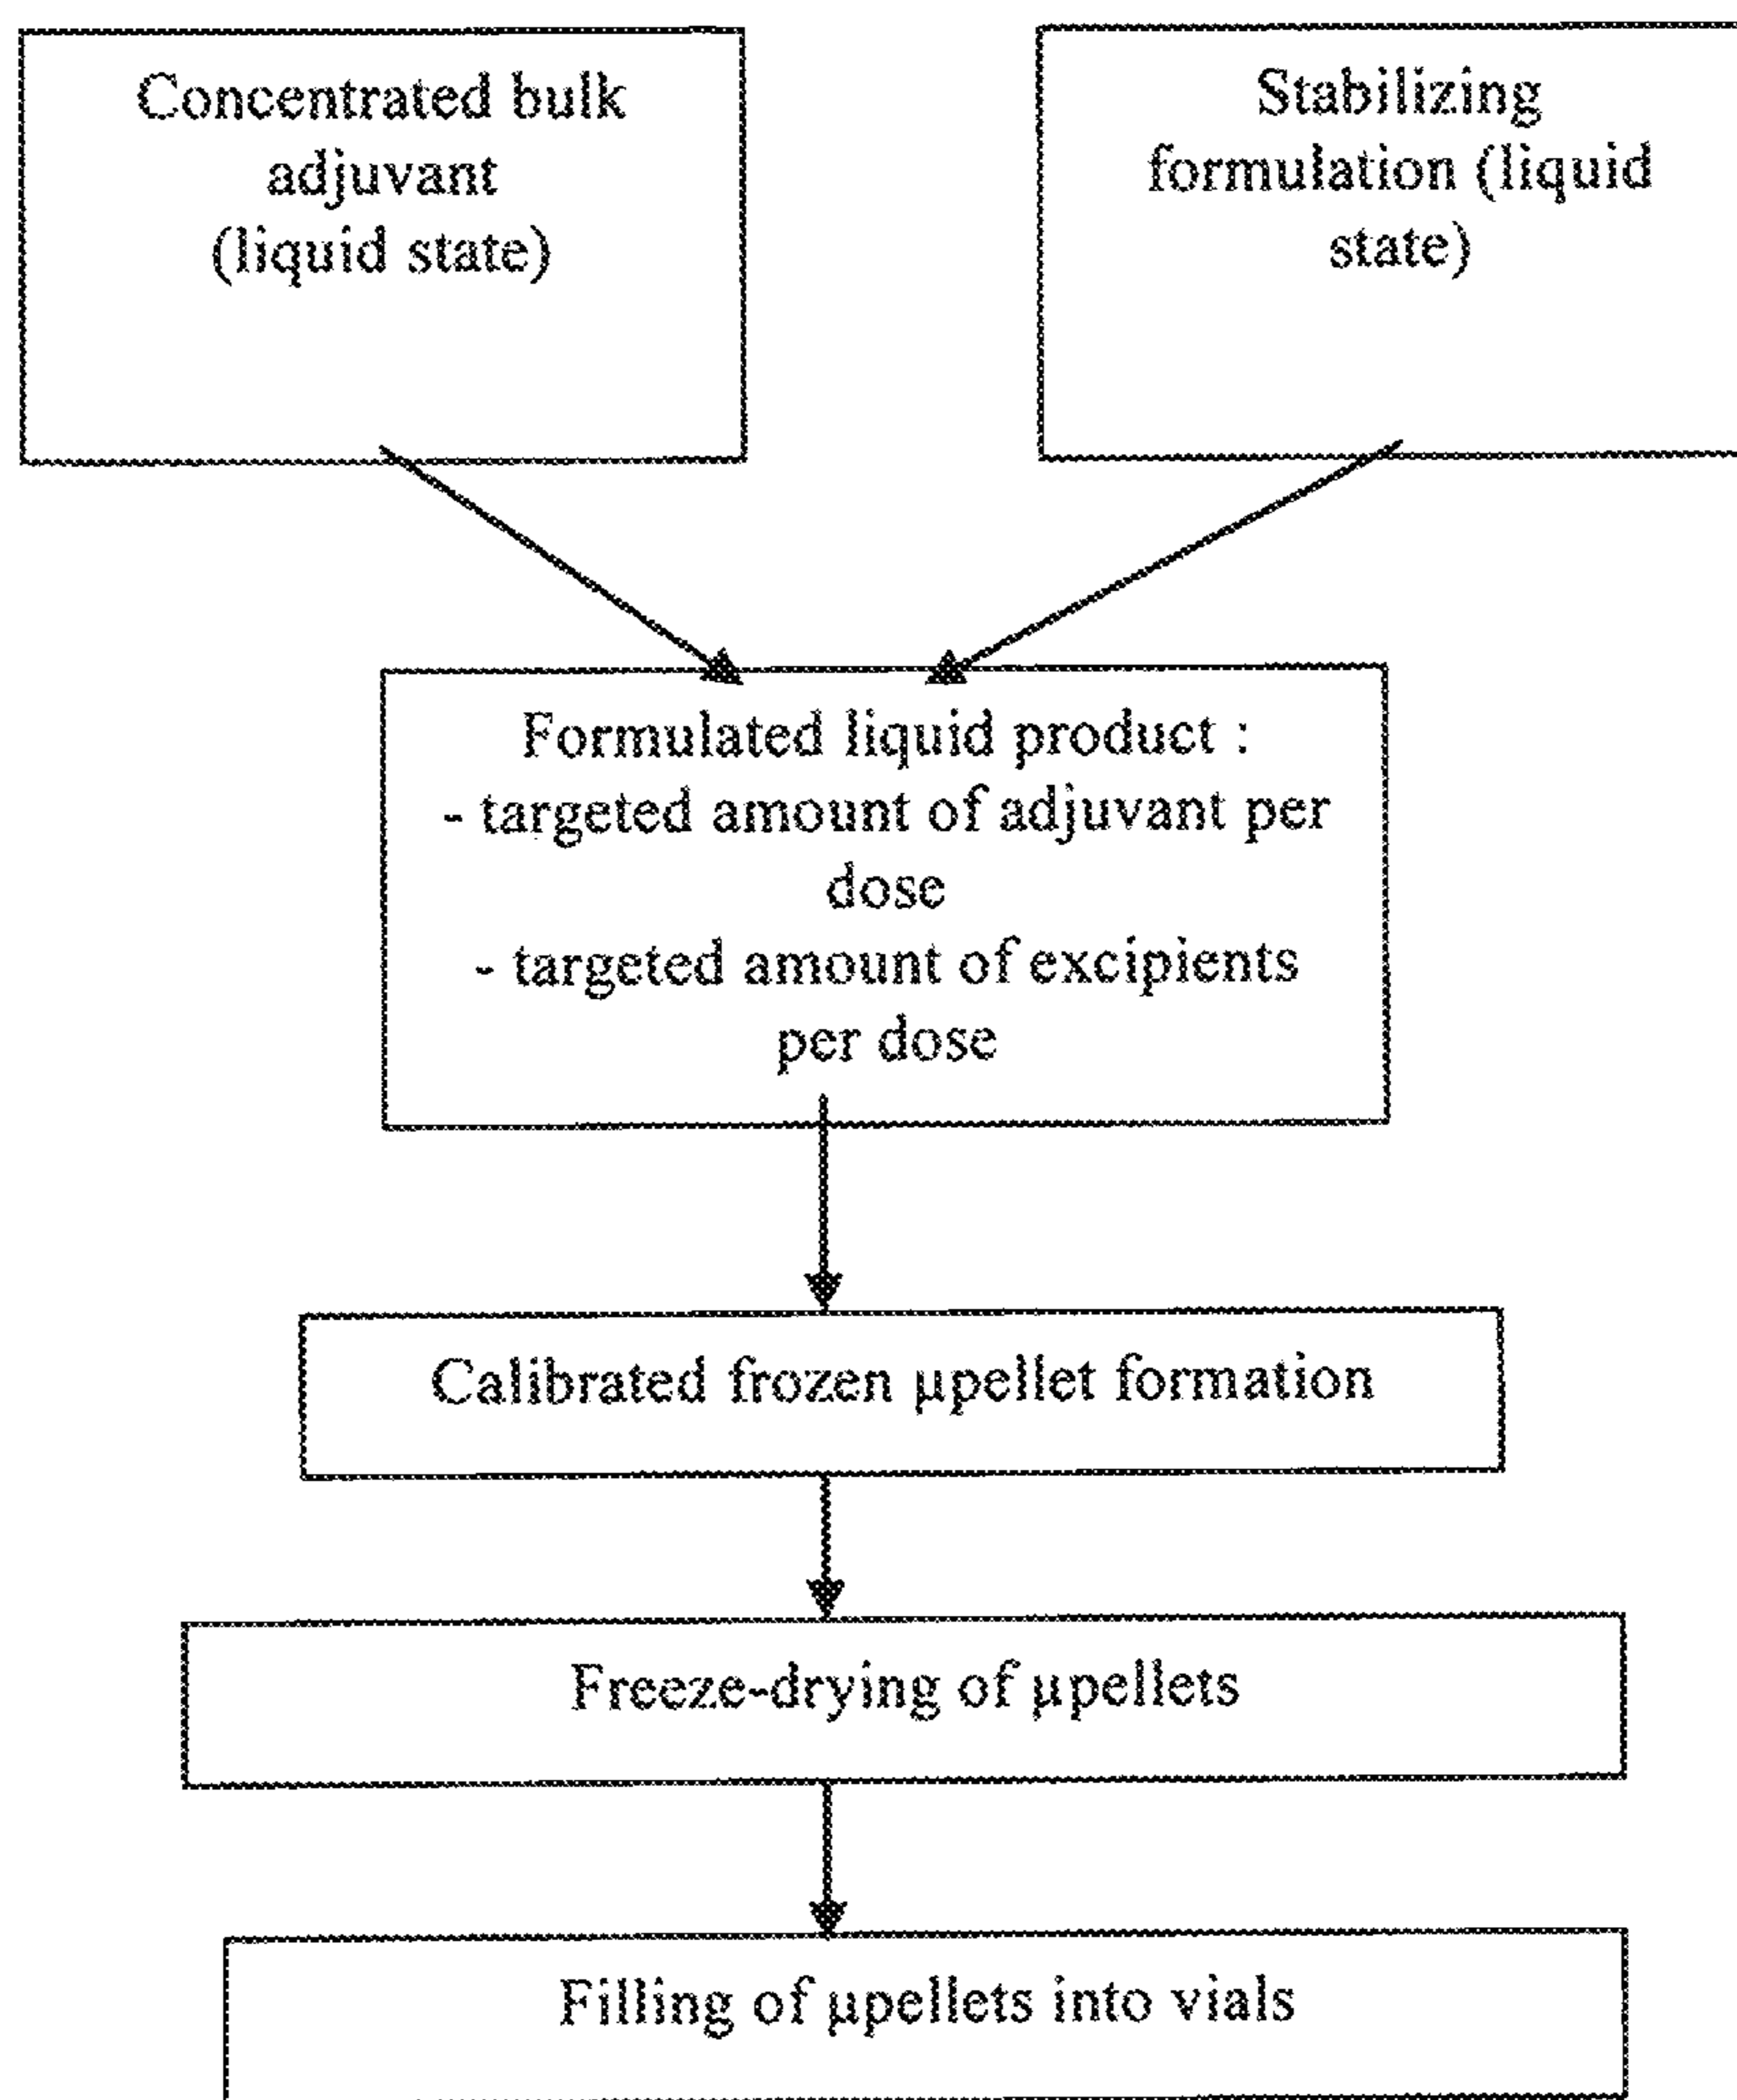 Concentrated bulk
adjuvant
(liquid state)
Stabilizing
formulation (liquid
state)
Formulated liquid product :
- targeted amount of adjuvant per
dose
- targeted amount of excipients
per dose
Calibrated frozen µpellet formation
Freeze-drying of µpellets
Filling of µpellets into vials